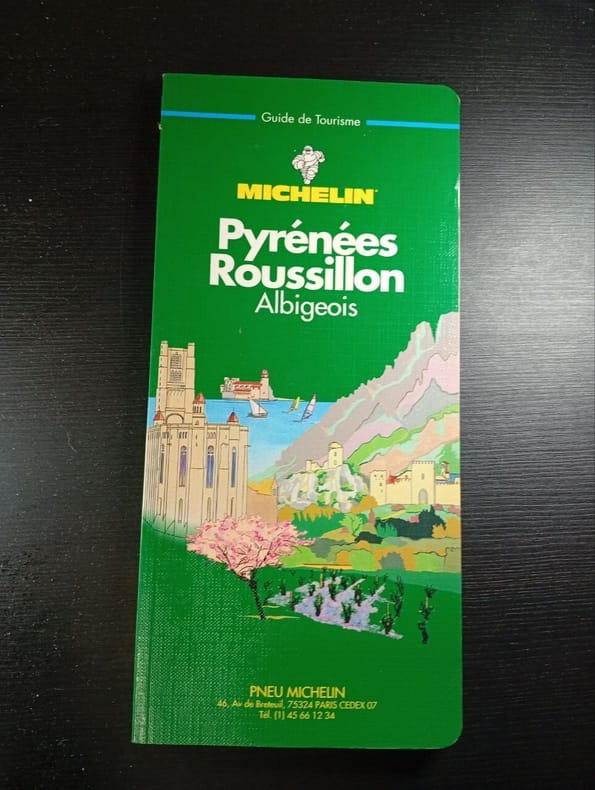 Guide de Tourisme
MICHELIN
Pyrénées
Roussillon
Albigeois
PNEU MICHELIN
46, Av de Breteuil, 75324 PARIS CEDEX 07
Tél. (1) 45 66 12 34